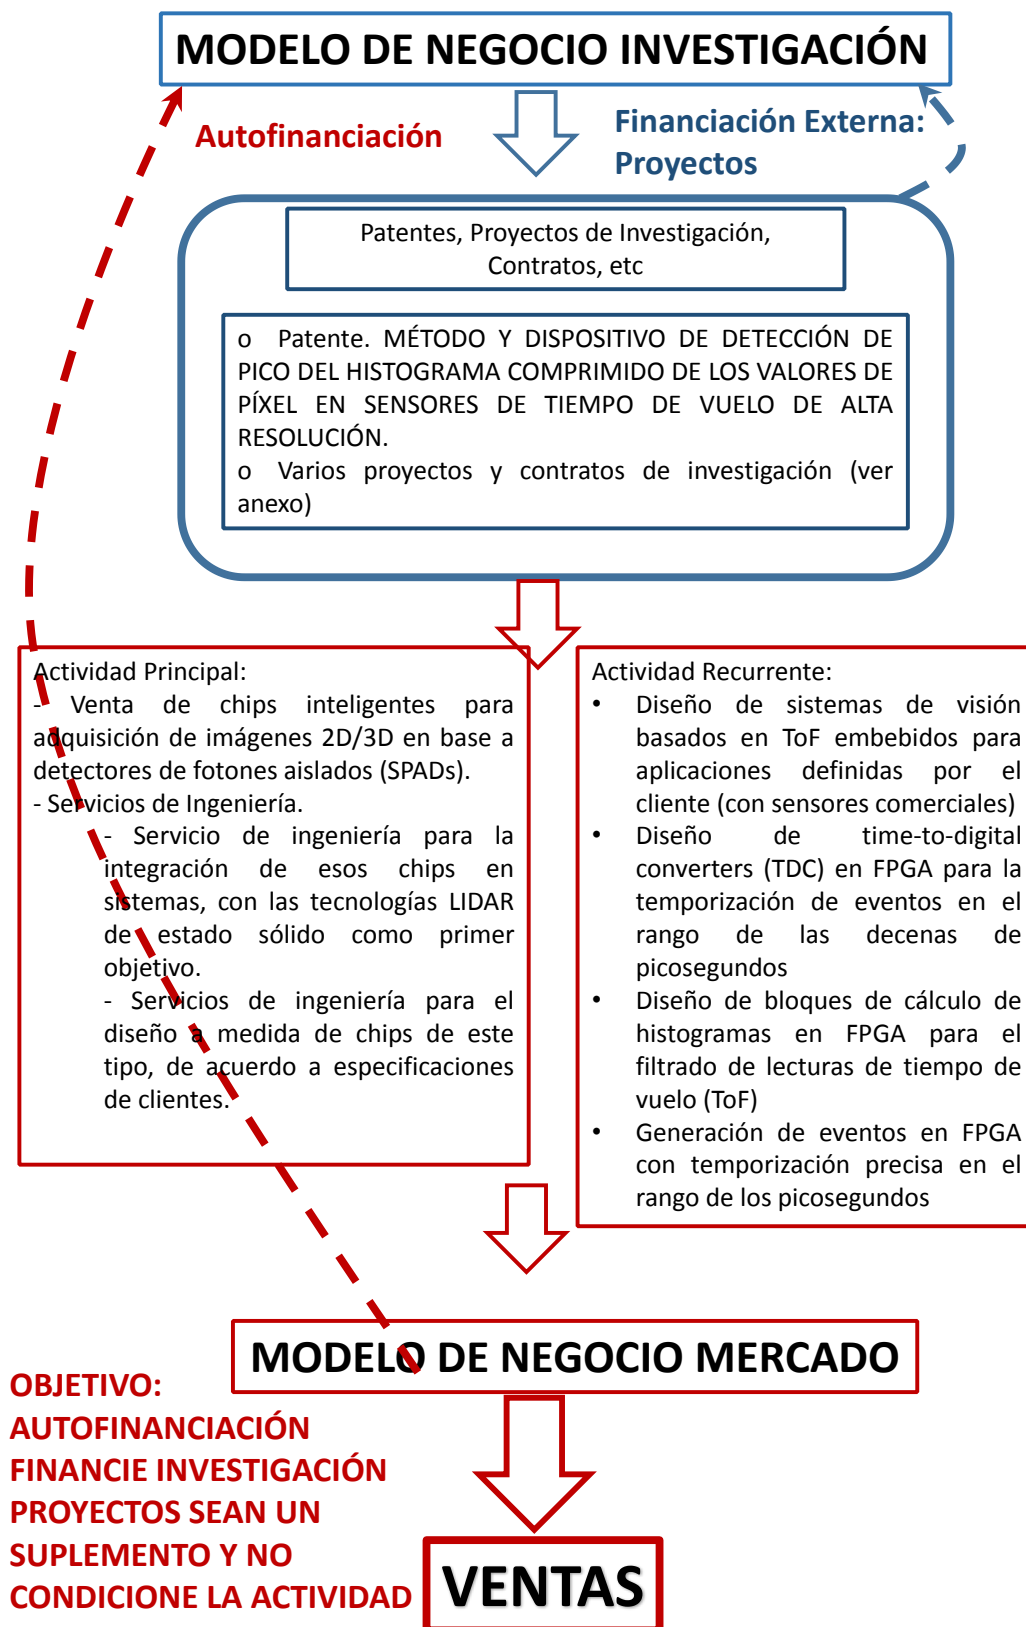 MODELO DE NEGOCIO INVESTIGACIÓN
Autofinanciación
Financiación Externa:
Proyectos
Patentes, Proyectos de Investigación,
Contratos, etc
o Patente. MÉTODO Y DISPOSITIVO DE DETECCIÓN DE
PICO DEL HISTOGRAMA COMPRIMIDO DE LOS VALORES DE
PÍXEL EN SENSORES DE TIEMPO DE VUELO DE ALTA
RESOLUCIÓN.
o Varios proyectos y contratos de investigación (ver
anexo)
Actividad Principal:
- Venta de chips inteligentes para
adquisición de imágenes 2D/3D en base a
detectores de fotones aislados (SPADs).
- Servicios de Ingeniería.
- Servicio de ingeniería para la
integración de esos chips en
sistemas, con las tecnologías LIDAR
de estado sólido como primer
objetivo.
- Servicios de ingeniería para el
diseño a medida de chips de este
tipo, de acuerdo a especificaciones
de clientes.
Actividad Recurrente:
• Diseño de sistemas de visión
basados en ToF embebidos para
aplicaciones definidas por el
cliente (con sensores comerciales)
• Diseño de time-to-digital
converters (TDC) en FPGA para la
temporización de eventos en el
rango de las decenas de
picosegundos
• Diseño de bloques de cálculo de
histogramas en FPGA para el
filtrado de lecturas de tiempo de
vuelo (ToF)
• Generación de eventos en FPGA
con temporización precisa en el
rango de los picosegundos
MODELO DE NEGOCIO MERCADO
OBJETIVO:
AUTOFINANCIACIÓN
FINANCIE INVESTIGACIÓN
PROYECTOS SEAN UN
SUPLEMENTO Y NO
CONDICIONE LA ACTIVIDAD
VENTAS